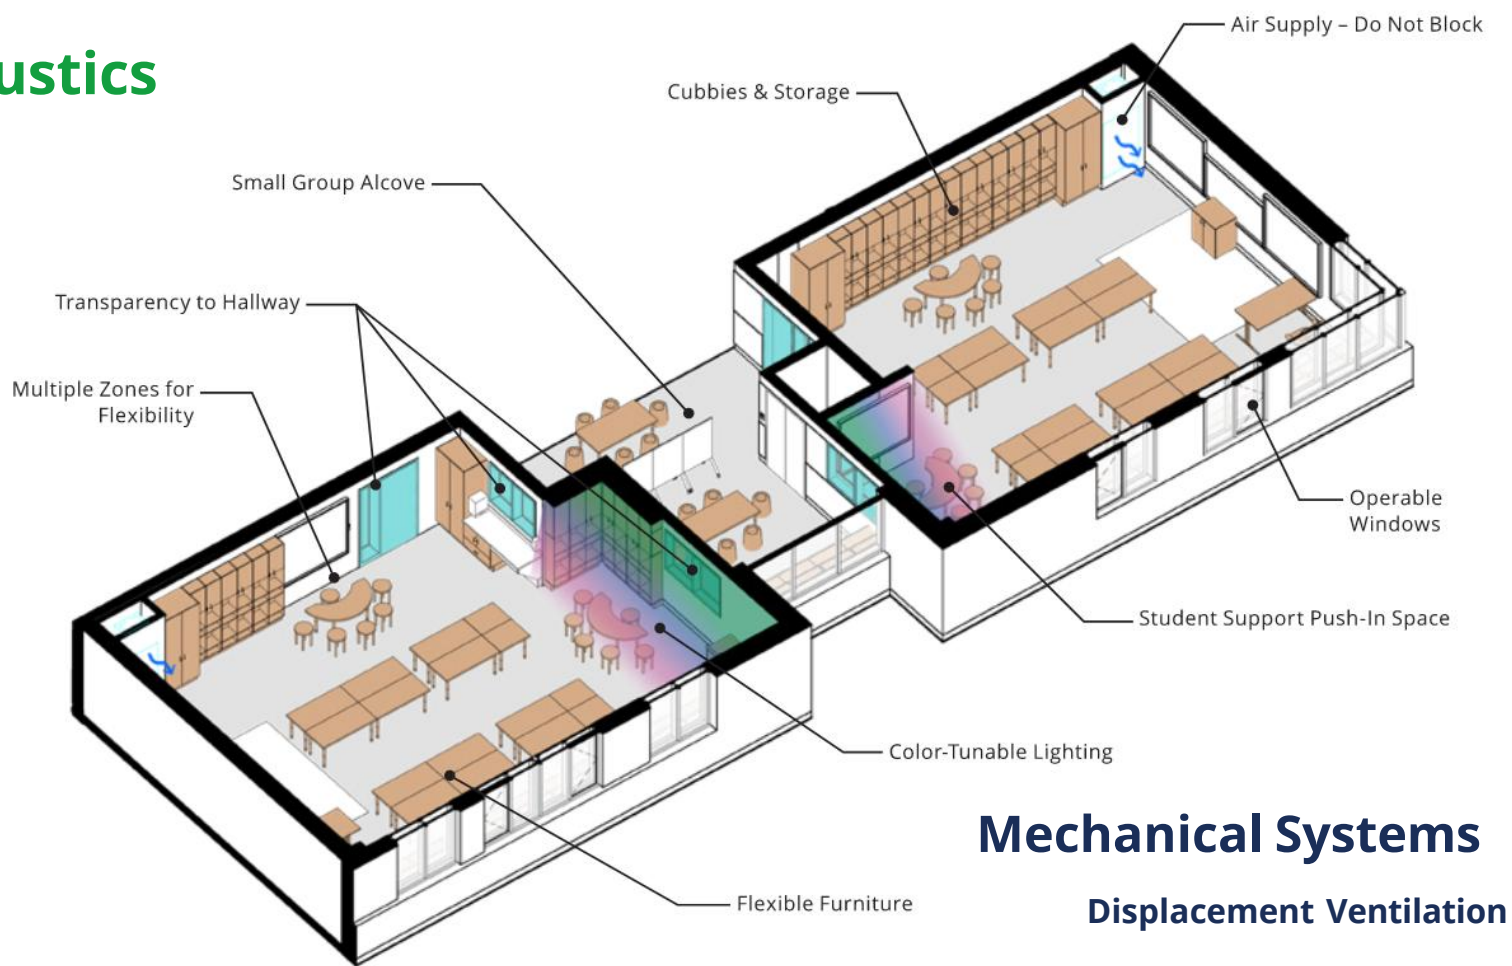 ustics
Air Supply – Do Not Block
Cubbies & Storage
Small Group Alcove
Transparency to Hallway
Multiple Zones for
Flexibility
Operable
Windows
Student Support Push-In Space
Color-Tunable Lighting
Mechanical Systems
Flexible Furniture
Displacement Ventilation